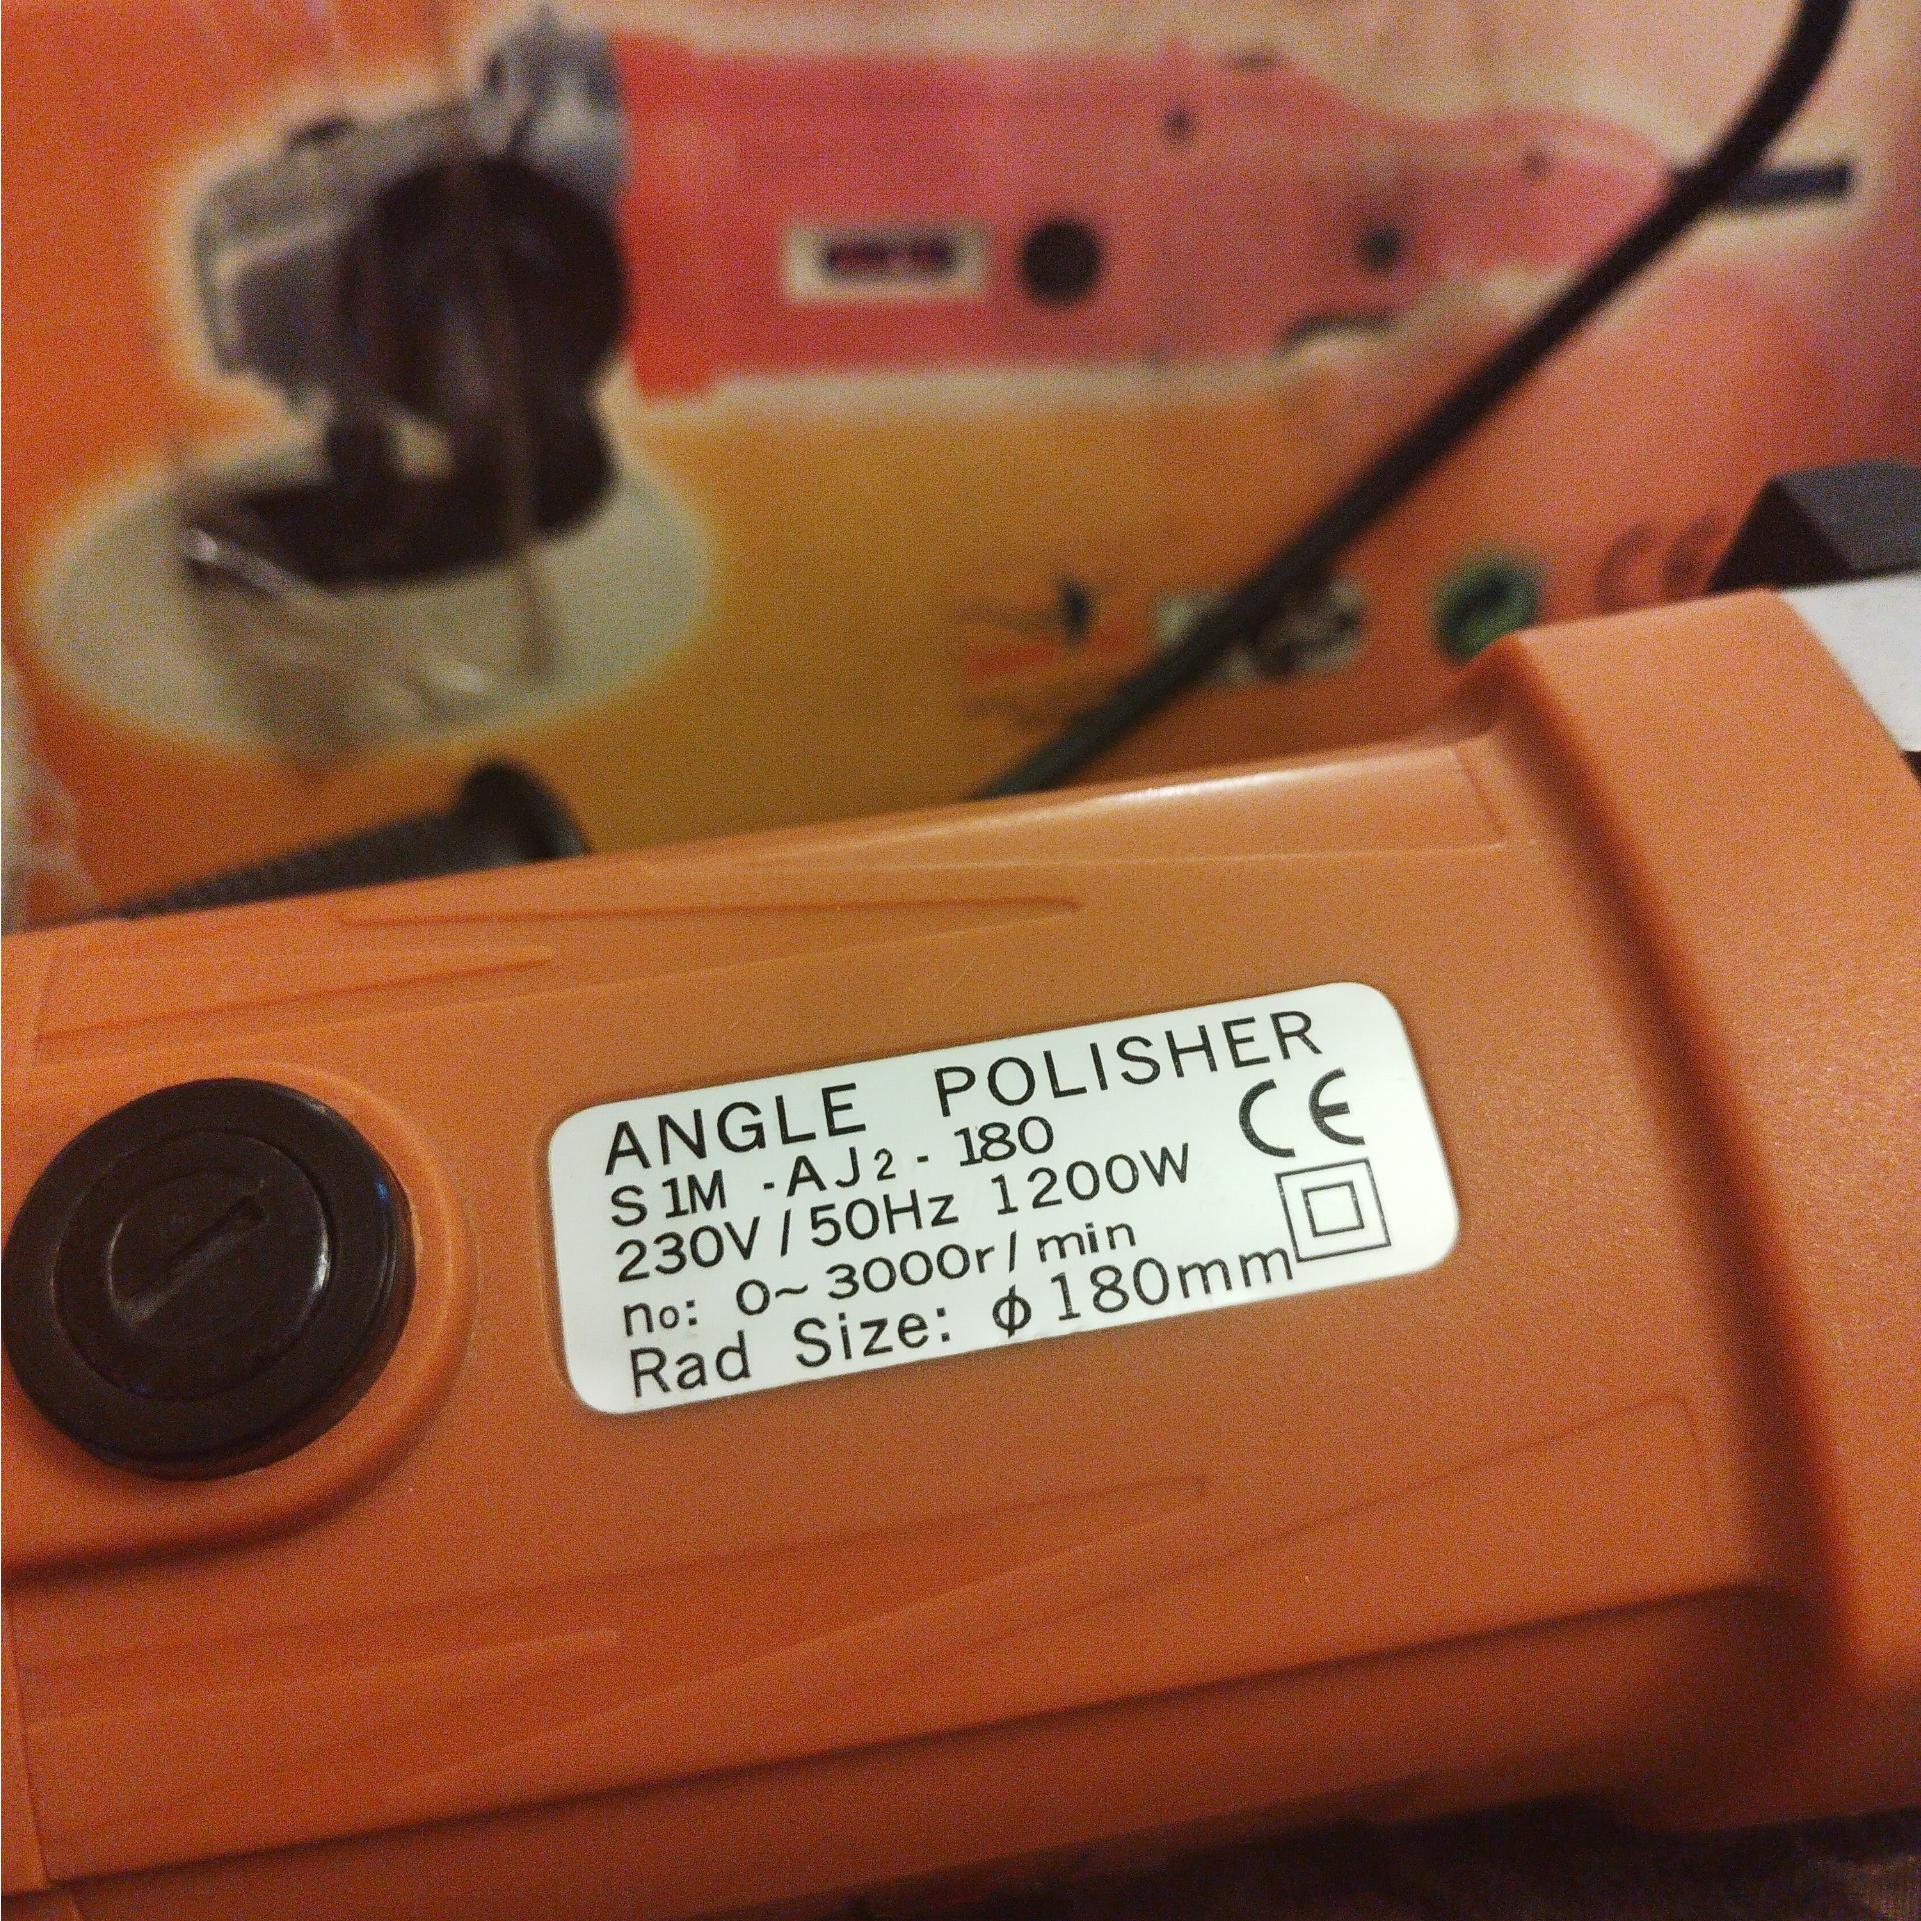 ANGLE POLISHER
S1M -AJ2-180
230V/50Hz 1200W
no: 0~3000r/min
Rad Size: ϕ180mm
CE